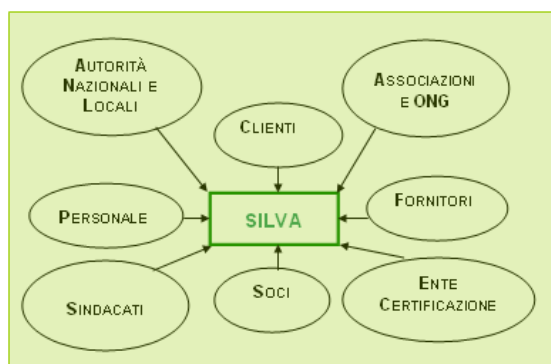 AUTORITÀ
NAZIONALI E
LOCALI
ASSOCIAZIONI
E ONG
CLIENTI
PERSONALE
SILVA
FORNITORI
SINDACATI
SOCI
ENTE
CERTIFICAZIONE